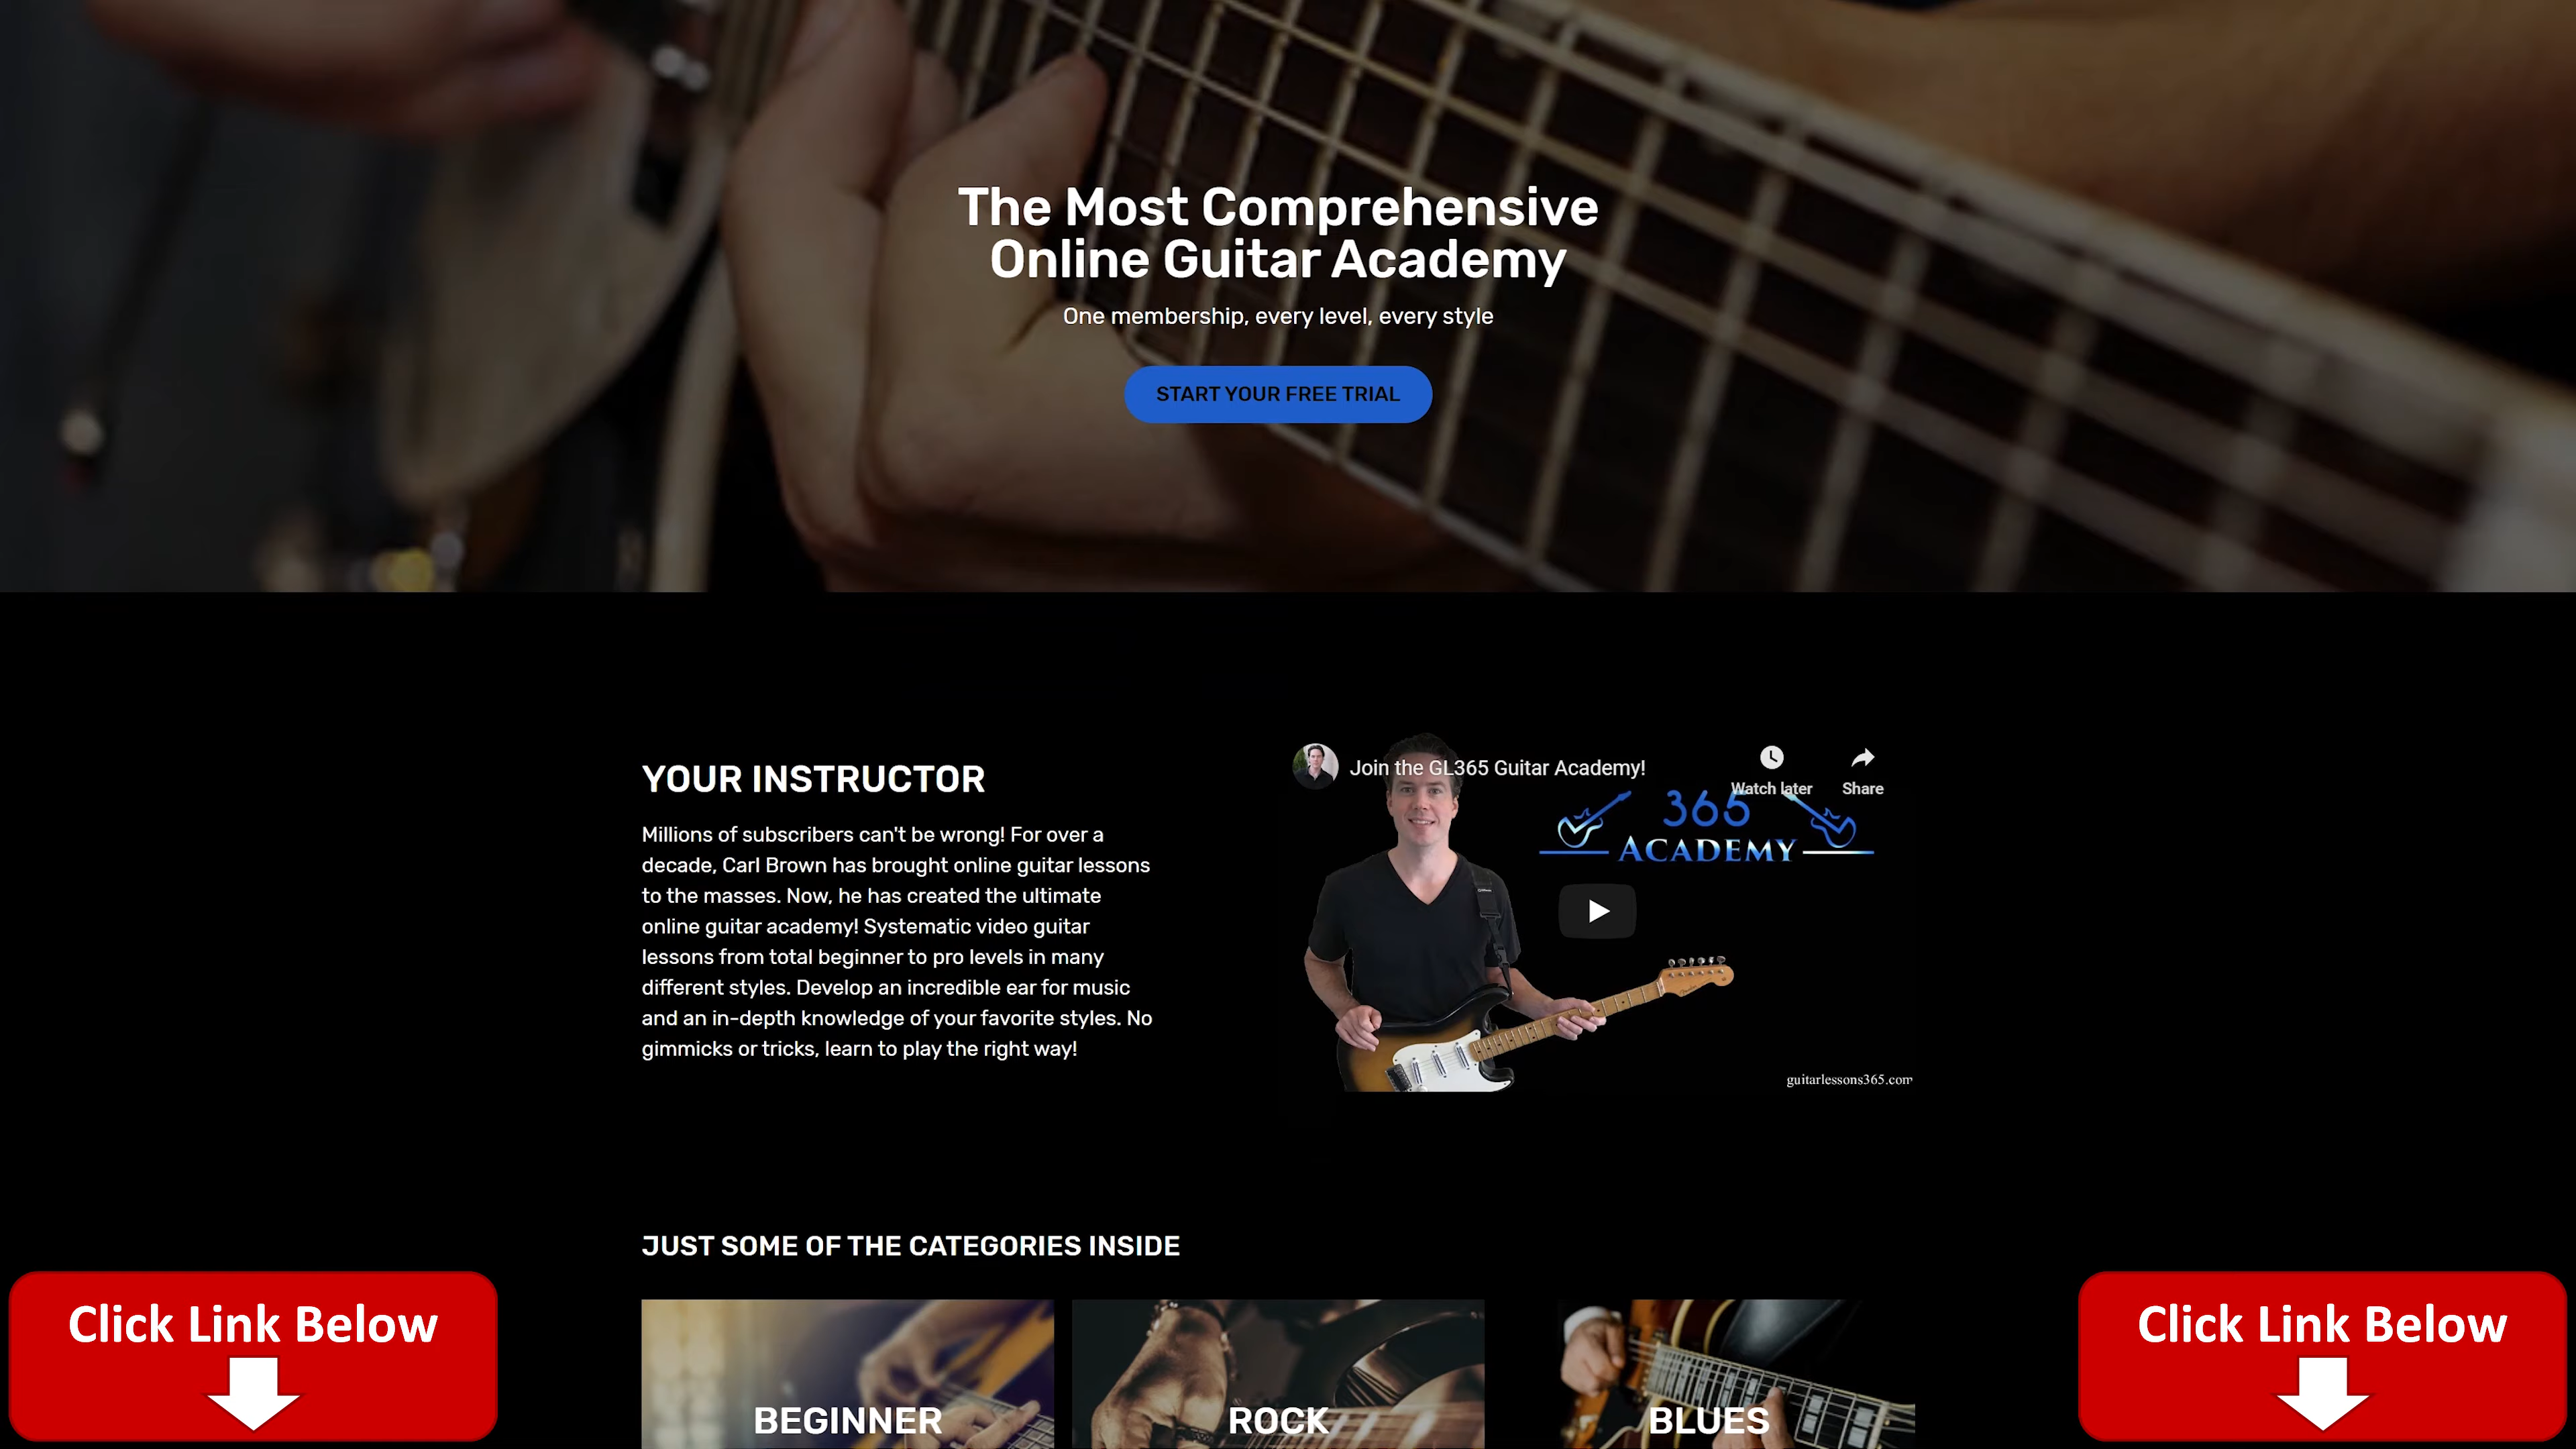 The Most Comprehensive
Online Guitar Academy
One membership, every level, every style
START YOUR FREE TRIAL
YOUR INSTRUCTOR
Millions of subscribers can't be wrong! For over a
decade, Carl Brown has brought online guitar lessons
to the masses. Now, he has created the ultimate
online guitar academy! Systematic video guitar
lessons from total beginner to pro levels in many
different styles. Develop an incredible ear for music
and an in-depth knowledge of your favorite styles. No
gimmicks or tricks, learn to play the right way!
Join the GL365 Guitar Academy!
Watch later
Share
365
ACADEMY
guitarlessons365.com
JUST SOME OF THE CATEGORIES INSIDE
BEGINNER
ROCK
BLUES
Click Link Below
Click Link Below